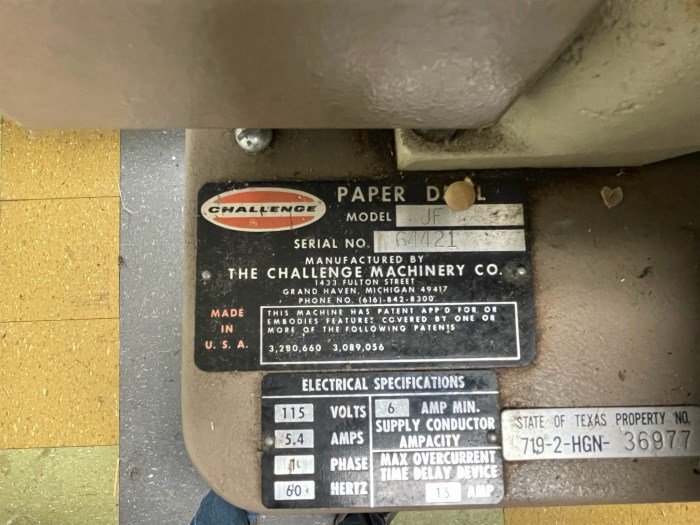 CHALLENGE
PAPER
MODEL JF
SERIAL NO. 64421
MANUFACTURED BY
THE CHALLENGE MACHINERY CO.
1433 FULTON STREET
GRAND HAVEN, MICHIGAN 49417
PHONE NO. (616)-842-8300
MADE
IN
U. S. A.
THIS MACHINE HAS PATENT APP'D FOR OR
EMBODIES FEATURES COVERED BY ONE OR
MORE OF THE FOLLOWING PATENTS
3,280,660 3,089,056
ELECTRICAL SPECIFICATIONS
115 VOLTS
5.4 AMPS
1 PHASE
60 HERTZ
6 AMP MIN.
SUPPLY CONDUCTOR
AMPACITY
MAX OVERCURRENT
TIME DELAY DEVICE
15 AMP
STATE OF TEXAS PROPERTY NO.
719-2-HGN- 36977